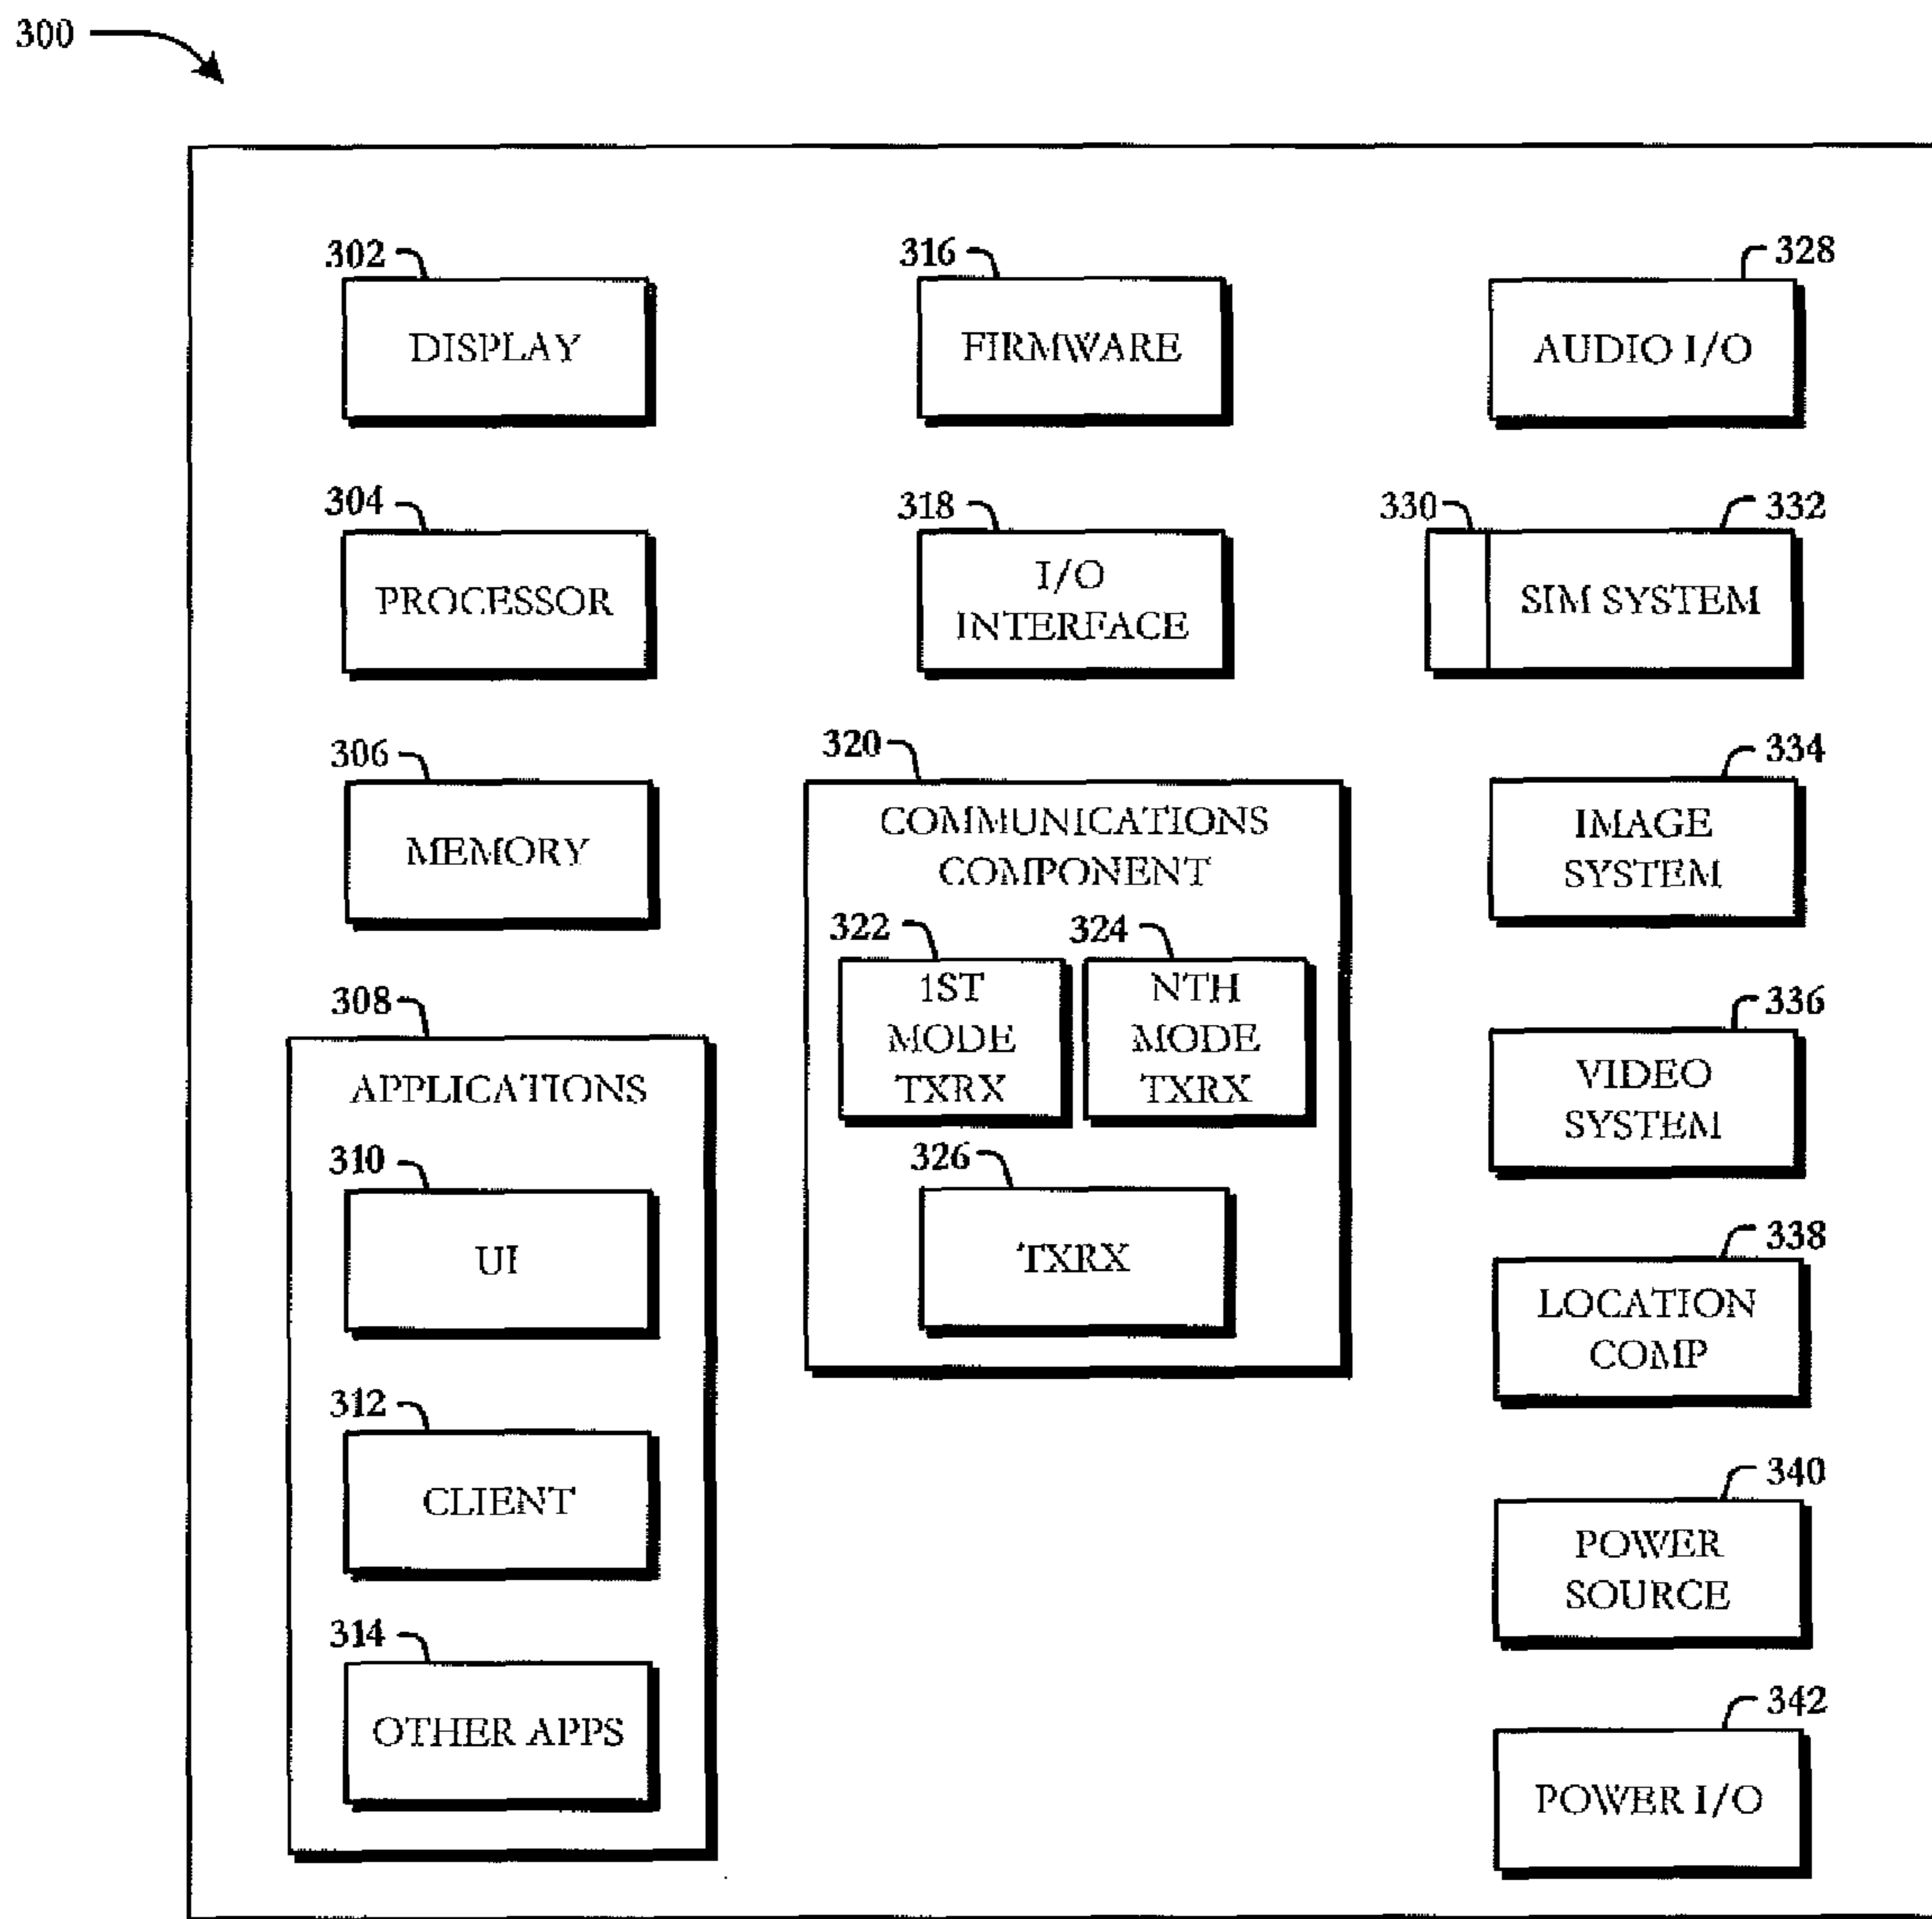 300
302
DISPLAY
304
PROCESSOR
306
MEMORY
308
APPLICATIONS
310
UI
312
CLIENT
314
OTHER APPS
316
FIRMWARE
318
I/O
INTERFACE
320
COMMUNICATIONS
COMPONENT
322
1ST
MODE
TXRX
324
NTH
MODE
TXRX
326
TXRX
328
AUDIO I/O
330
332
SIM SYSTEM
334
IMAGE
SYSTEM
336
VIDEO
SYSTEM
338
LOCATION
COMP
340
POWER
SOURCE
342
POWER I/O